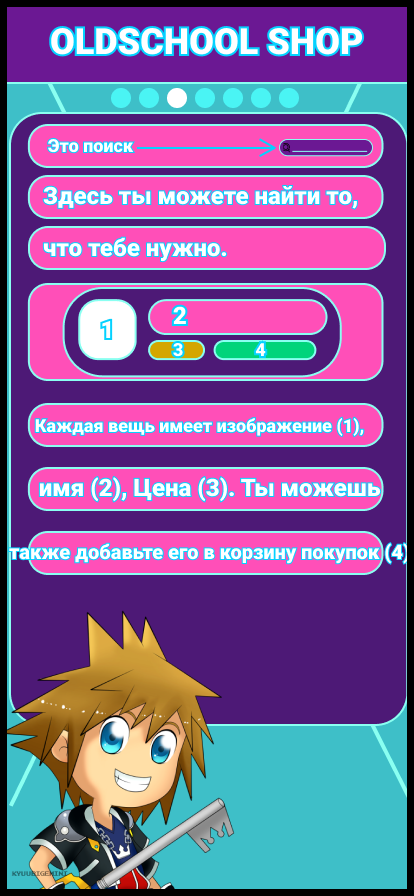 OLDSCHOOL SHOP
Это поиск
Здесь ты можете найти то,
что тебе нужно.
1
2
3
4
Каждая вещь имеет изображение (1),
имя (2), Цена (3). Ты можешь
также добавьте его в корзину покупок (4)
KYUUBIGEMINI